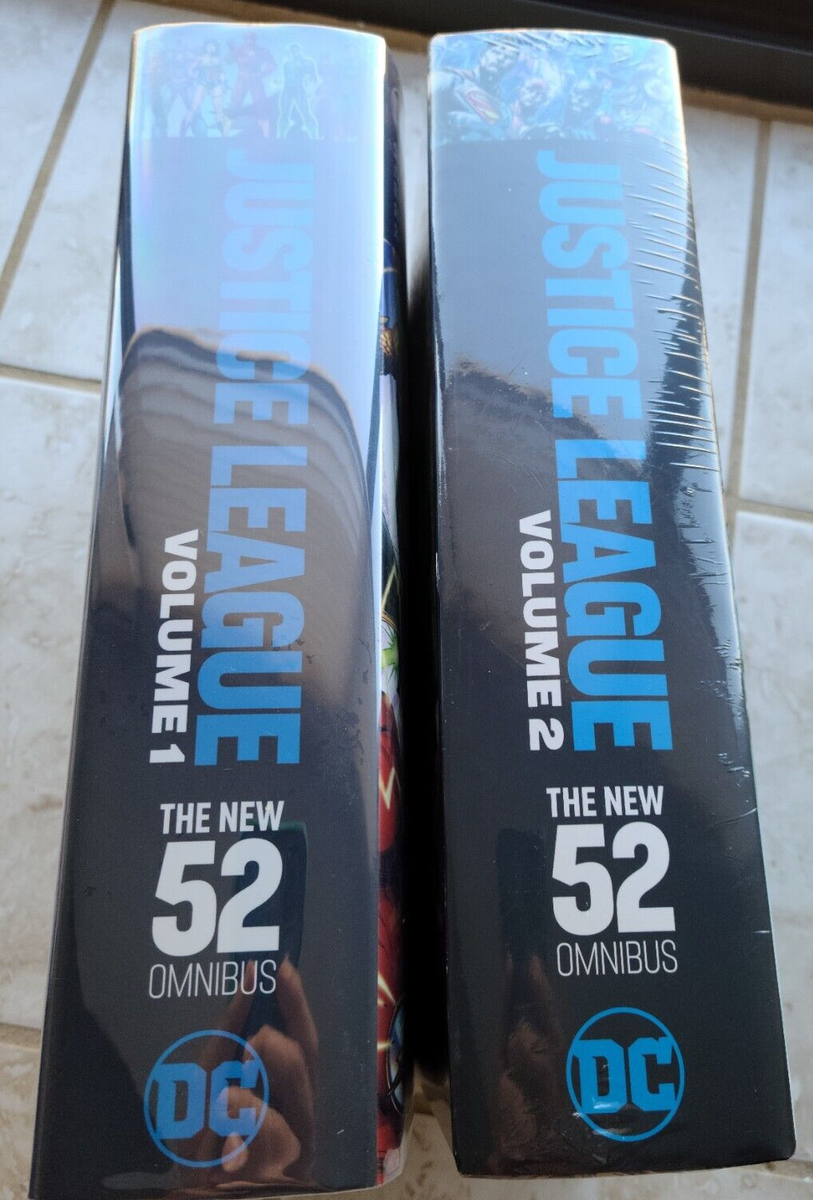 JUSTICE LEAGUE
VOLUME 1
THE NEW
52
OMNIBUS
DC
JUSTICE LEAGUE
VOLUME 2
THE NEW
52
OMNIBUS
DC